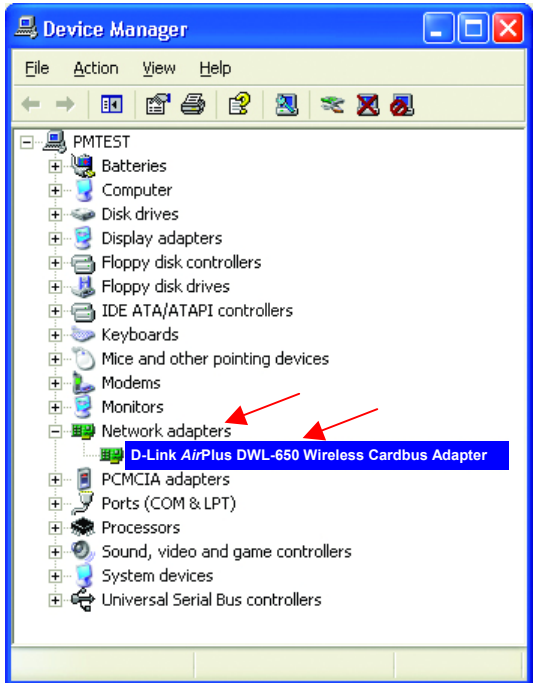 Device Manager
File Action View Help
PMTEST
Batteries
Computer
Disk drives
Display adapters
Floppy disk controllers
Floppy disk drives
IDE ATA/ATAPI controllers
Keyboards
Mice and other pointing devices
Modems
Monitors
Network adapters
D-Link AirPlus DWL-650 Wireless Cardbus Adapter
PCMCIA adapters
Ports (COM & LPT)
Processors
Sound, video and game controllers
System devices
Universal Serial Bus controllers